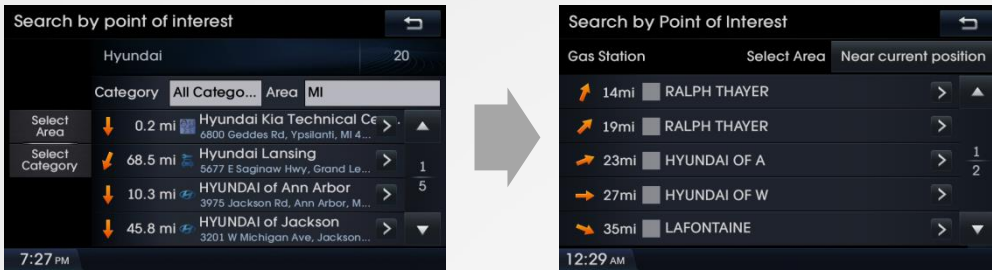 Search by point of interest
Hyundai 20
Category All Catego... Area MI
Select
Area
0.2 mi Hyundai Kia Technical Ce...
6800 Geddes Rd, Ypsilanti, MI 4...
Select
Category
68.5 mi Hyundai Lansing
5677 E Saginaw Hwy, Grand Le...
1
5
10.3 mi HYUNDAI of Ann Arbor
3975 Jackson Rd, Ann Arbor, M...
45.8 mi HYUNDAI of Jackson
3201 W Michigan Ave, Jackson...
7:27 PM
Search by Point of Interest
Gas Station Select Area Near current position
14mi RALPH THAYER
19mi RALPH THAYER
23mi HYUNDAI OF A
1
2
27mi HYUNDAI OF W
35mi LAFONTAINE
12:29 AM